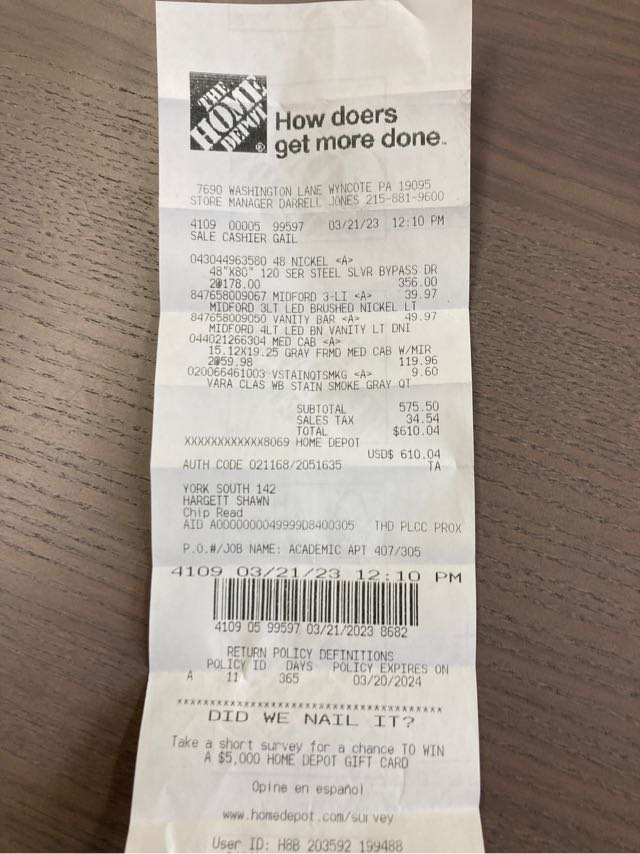 THE
HOME
DEPOT
®
How doers
get more done.™
7690 WASHINGTON LANE WYNCOTE PA 19095
STORE MANAGER DARRELL JONES 215-881-9600
4109 00005 99597 03/21/23 12:10 PM
SALE CASHIER GAIL
043044963580 48 NICKEL <A>
48"X80" 120 SER STEEL SLVR BYPASS DR
2@178.00 356.00
847658009067 MIDFORD 3-LI <A> 39.97
MIDFORD 3LT LED BRUSHED NICKEL LT
847658009050 VANITY BAR <A> 49.97
MIDFORD 4LT LED BN VANITY LT DNI
044021266304 MED CAB <A>
15.12X19.25 GRAY FRMD MED CAB W/MIR
2@59.98 119.96
020066461003 VSTAINQTSMKG <A> 9.60
VARA CLAS WB STAIN SMOKE GRAY QT
SUBTOTAL 575.50
SALES TAX 34.54
TOTAL $610.04
XXXXXXXXXXXX8069 HOME DEPOT
USD$ 610.04
AUTH CODE 021168/2051635 TA
YORK SOUTH 142
HARGETT SHAWN
Chip Read
AID A0000000049999D8400305 THD PLCC PROX
P.O.#/JOB NAME: ACADEMIC APT 407/305
4109 03/21/23 12:10 PM
4109 05 99597 03/21/2023 8682
RETURN POLICY DEFINITIONS
POLICY ID DAYS POLICY EXPIRES ON
A 11 365 03/20/2024
****************************************
DID WE NAIL IT?
Take a short survey for a chance TO WIN
A $5,000 HOME DEPOT GIFT CARD
Opine en español
www.homedepot.com/survey
User ID: H8B 203592 199488